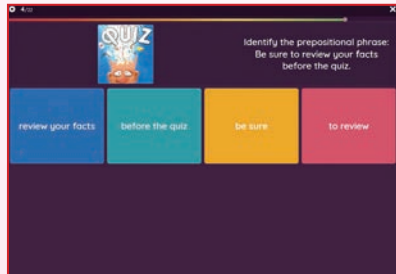 4/22
QUIZ
Identify the prepositional phrase:
Be sure to review your facts
before the quiz.
review your facts
before the quiz
be sure
to review